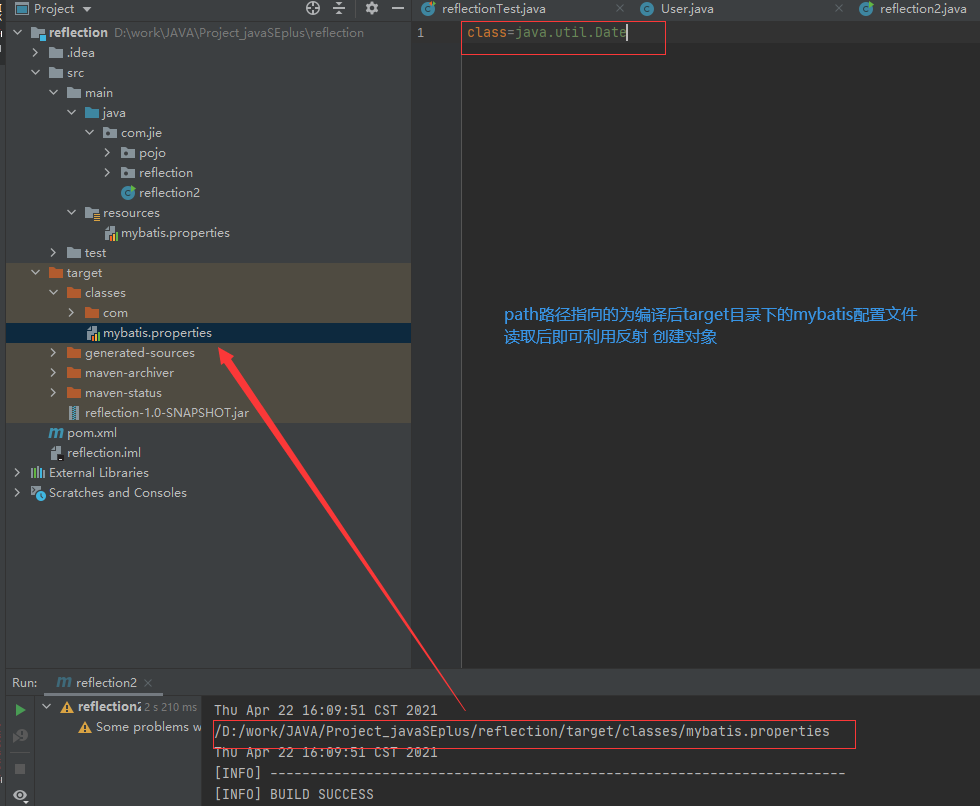 Project
reflectionTest.java
User.java
reflection2.java
reflection D:\work\JAVA\Project_javaSEplus\reflection
.idea
src
main
java
com.jie
pojo
reflection
reflection2
resources
mybatis.properties
test
target
classes
com
mybatis.properties
generated-sources
maven-archiver
maven-status
reflection-1.0-SNAPSHOT.jar
pom.xml
reflection.iml
External Libraries
Scratches and Consoles
1
class=java.util.Date
path路径指向的为编译后target目录下的mybatis配置文件
读取后即可利用反射 创建对象
Run: reflection2
reflection2 2 s 210 ms
Some problems w
Thu Apr 22 16:09:51 CST 2021
/D:/work/JAVA/Project_javaSEplus/reflection/target/classes/mybatis.properties
Thu Apr 22 16:09:51 CST 2021
[INFO] ------------------------------------------------------------------------
[INFO] BUILD SUCCESS